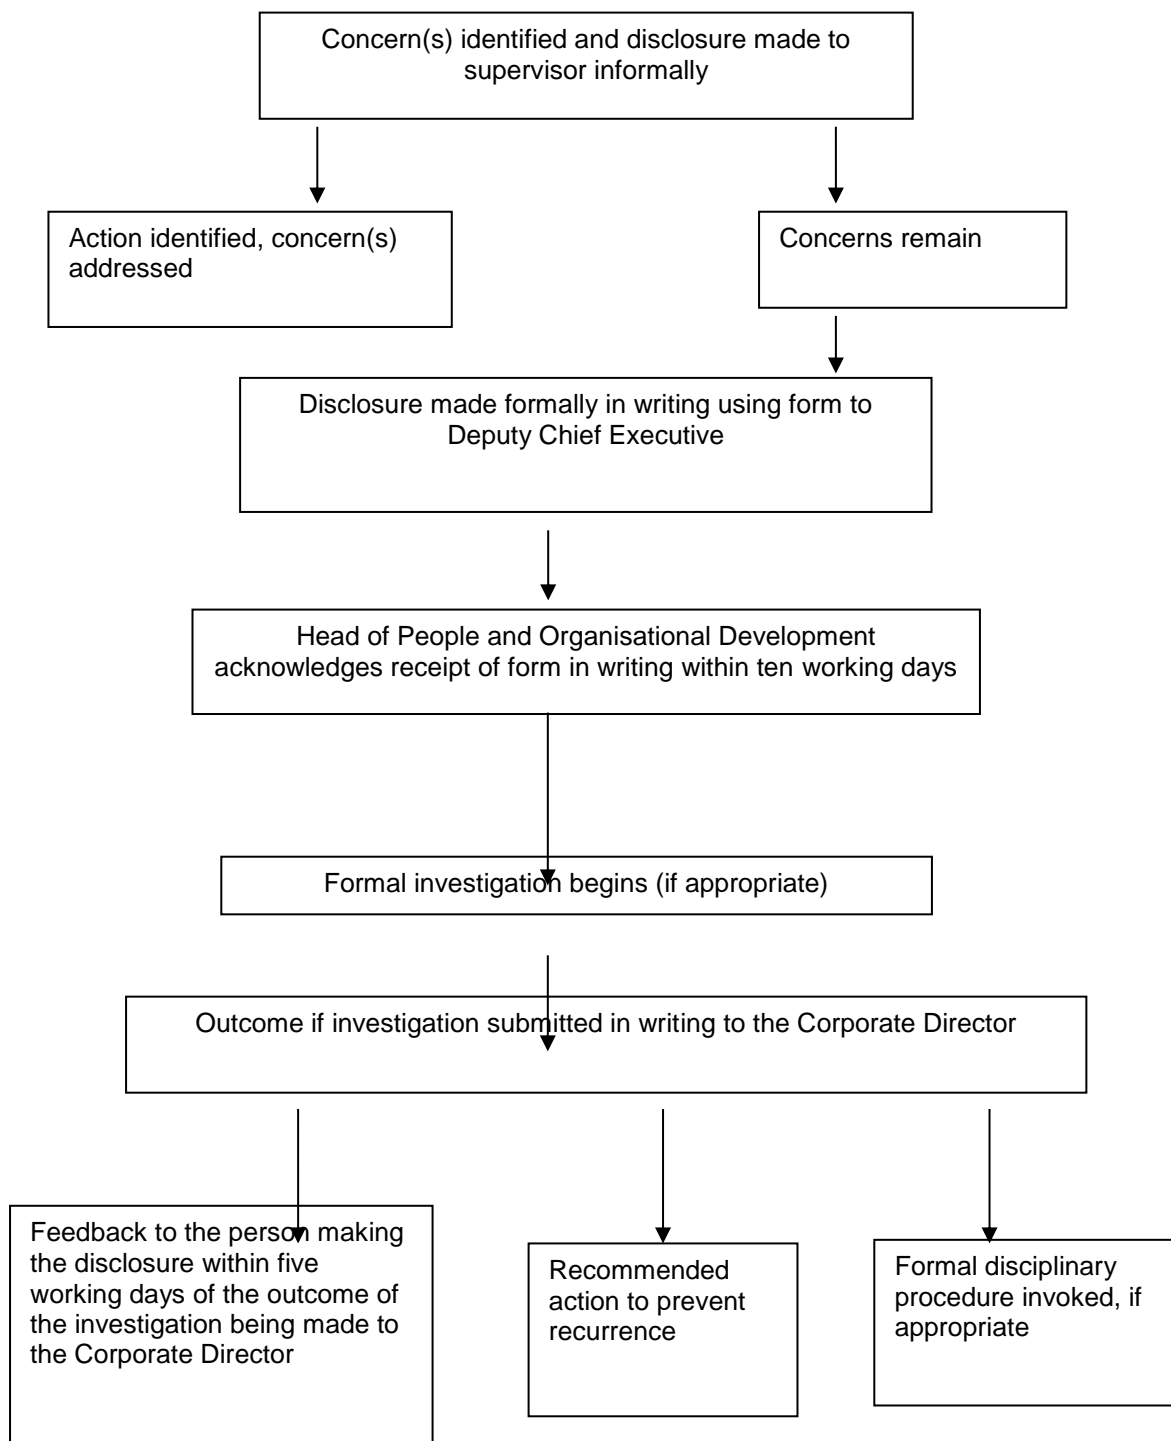 Concern(s) identified and disclosure made to
supervisor informally
Action identified, concern(s)
addressed
Concerns remain
Disclosure made formally in writing using form to
Deputy Chief Executive
Head of People and Organisational Development
acknowledges receipt of form in writing within ten working days
Formal investigation begins (if appropriate)
Outcome if investigation submitted in writing to the Corporate Director
Feedback to the person making
the disclosure within five
working days of the outcome of
the investigation being made to
the Corporate Director
Recommended
action to prevent
recurrence
Formal disciplinary
procedure invoked, if
appropriate